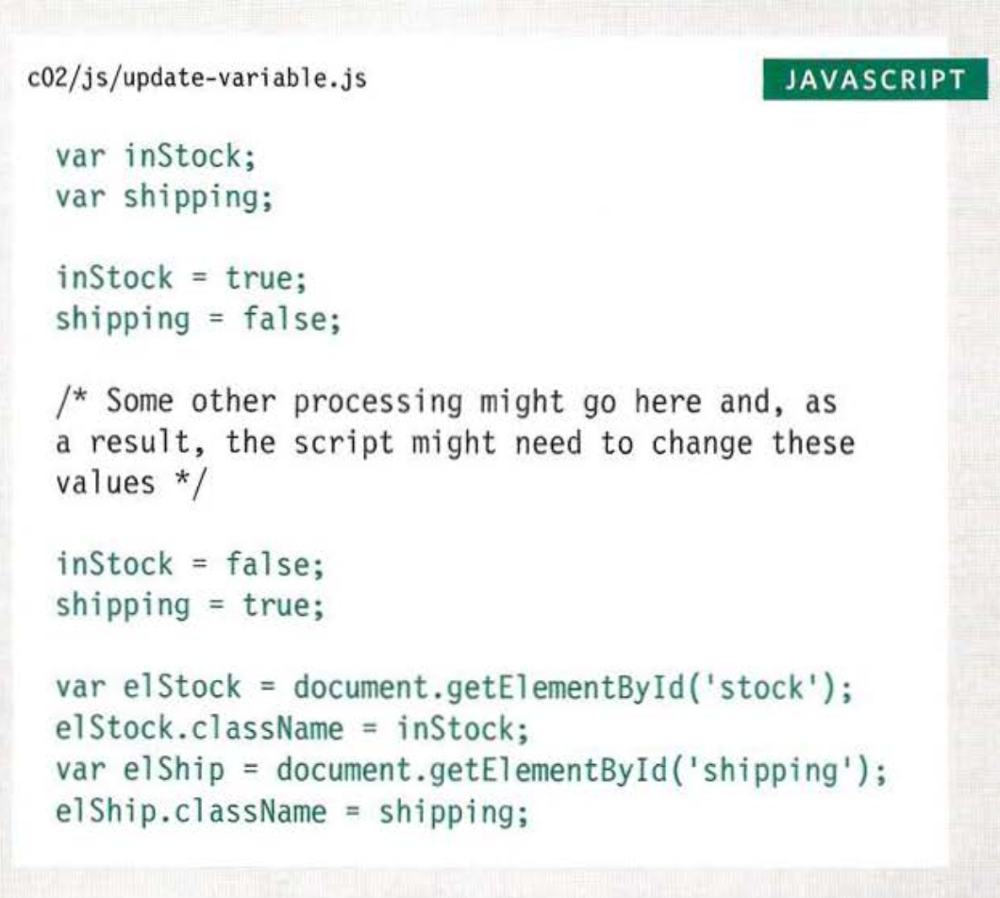 c02/js/update-variable.js
JAVASCRIPT
var inStock;
var shipping;
inStock = true;
shipping = false;
/* Some other processing might go here and, as
a result, the script might need to change these
values */
inStock = false;
shipping = true;
var elStock = document.getElementById('stock');
elStock.className = inStock;
var elShip = document.getElementById('shipping');
elShip.className = shipping;